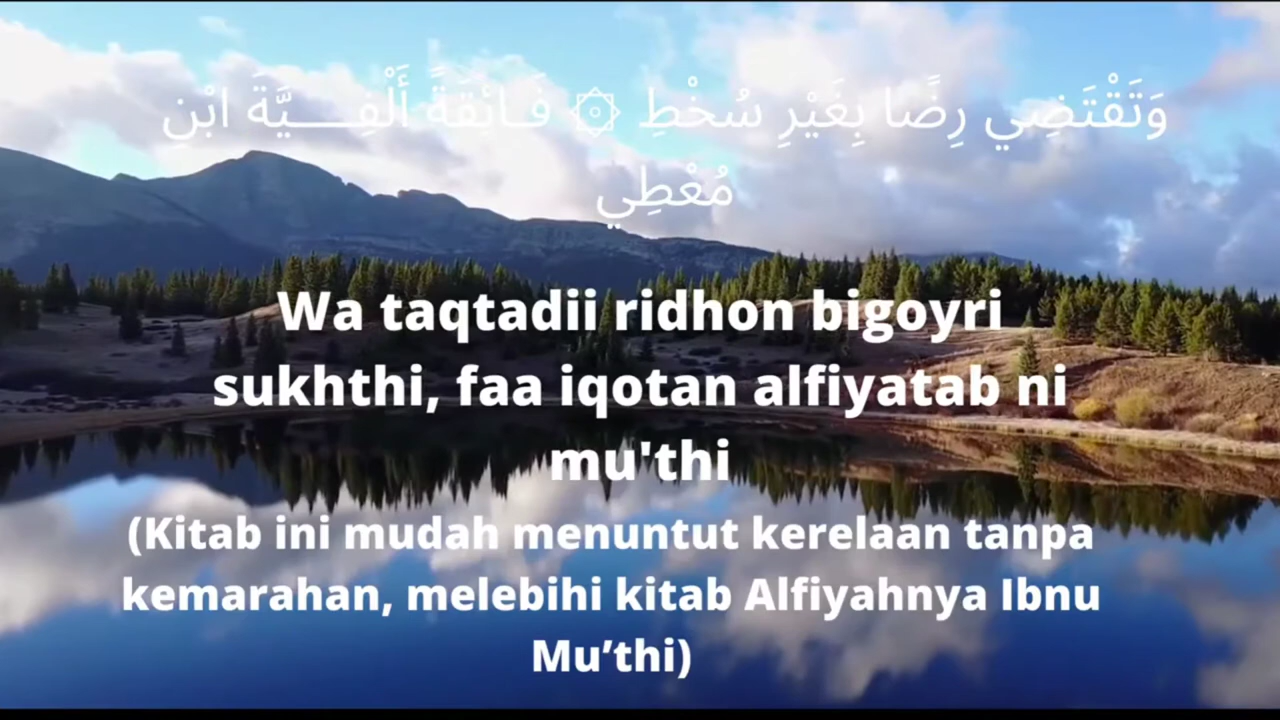 وَتَقْتَضِي رِضًا بِغَيْرِ سُخْطِ ۞ فَـائِقَةً أَلْفِــــيَّةَ ابْنِ
مُعْطِي
Wa taqtadii ridhon bigoyri
sukhthi, faa iqotan alfiyatab ni
mu'thi
(Kitab ini mudah menuntut kerelaan tanpa
kemarahan, melebihi kitab Alfiyahnya Ibnu
Mu’thi)